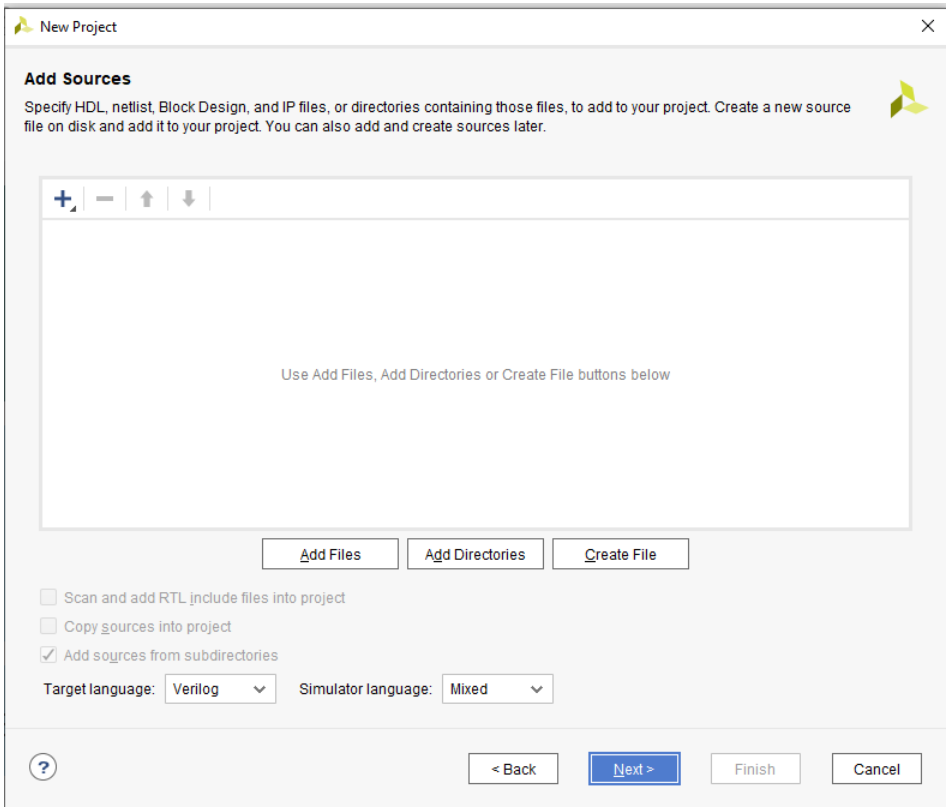 New Project
Add Sources
Specify HDL, netlist, Block Design, and IP files, or directories containing those files, to add to your project. Create a new source
file on disk and add it to your project. You can also add and create sources later.
Use Add Files, Add Directories or Create File buttons below
Add Files
Add Directories
Create File
Scan and add RTL include files into project
Copy sources into project
Add sources from subdirectories
Target language: Verilog Simulator language: Mixed
? < Back Next > Finish Cancel